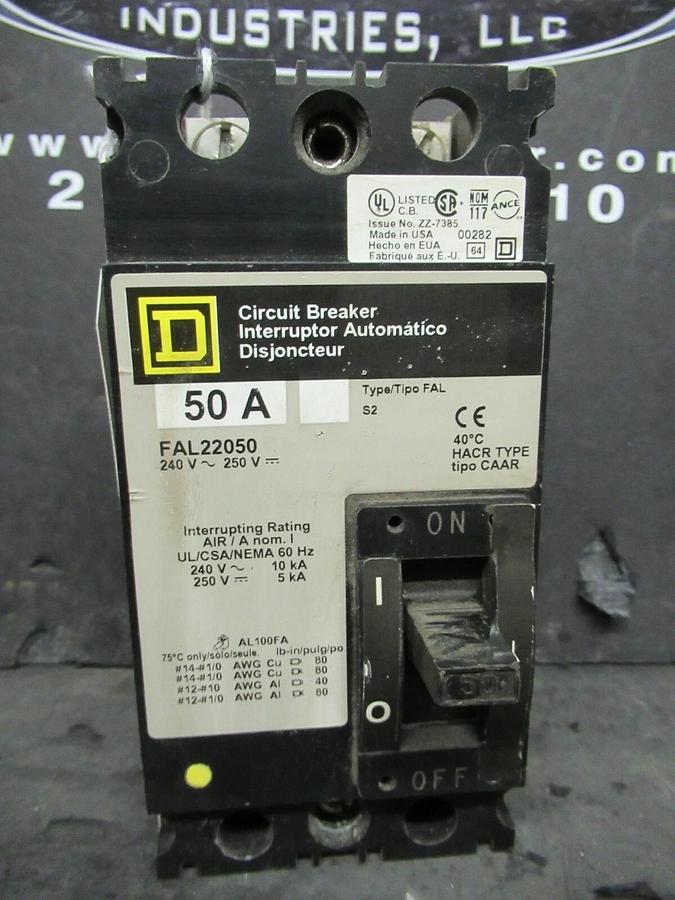 INDUSTRIES, LLC
www r.com
2 10
UL LISTED C.B. SA NOM 117 ANCE
Issue No. ZZ-7385
Made in USA 00282
Hecho en EUA 64 D
Fabriqué aux É.-U.
D
Circuit Breaker
Interruptor Automático
Disjoncteur
50 A
Type/Tipo FAL
S2
CE
40°C
HACR TYPE
tipo CAAR
FAL22050
240 V ~ 250 V ⎓
Interrupting Rating
AIR / A nom. I
UL/CSA/NEMA 60 Hz
240 V ~ 10 kA
250 V ⎓ 5 kA
AL100FA
75°C only/sólo/seule. lb-in/pulg/po
#14-#1/0 AWG Cu 80
#14-#1/0 AWG Cu 80
#12-#10 AWG Al 40
#12-#1/0 AWG Al 80
ON
I
50
O
OFF